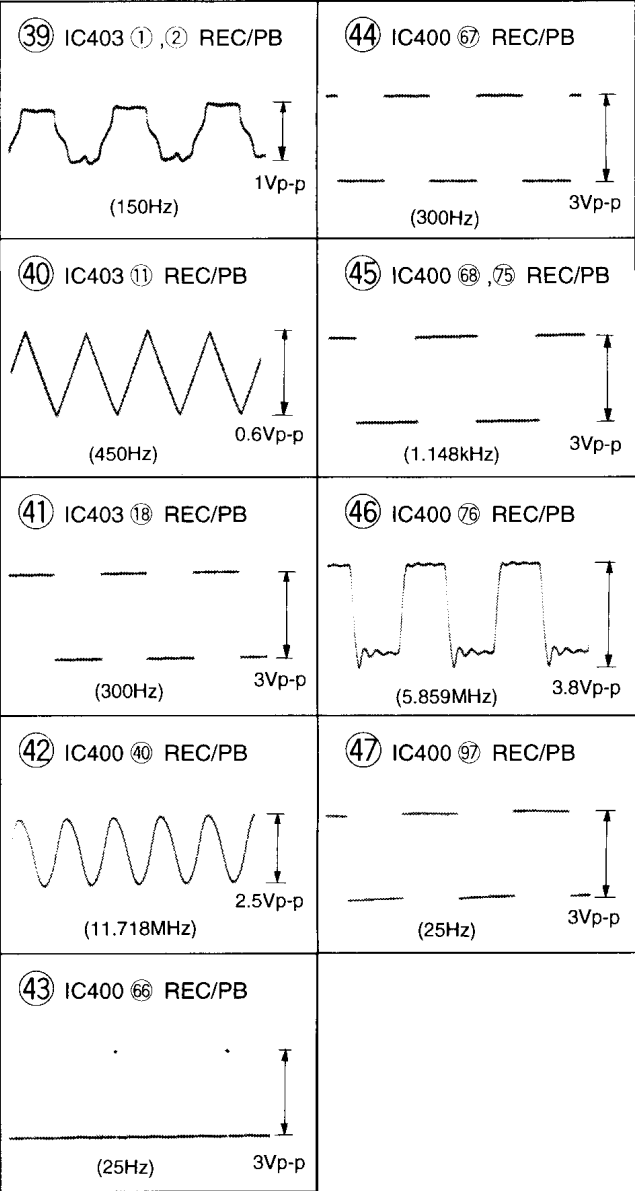 ㊴ IC403 ①,② REC/PB
1Vp-p
(150Hz)
㊵ IC403 ⑪ REC/PB
0.6Vp-p
(450Hz)
㊶ IC403 ⑱ REC/PB
3Vp-p
(300Hz)
㊷ IC400 ㊵ REC/PB
2.5Vp-p
(11.718MHz)
㊸ IC400 66 REC/PB
3Vp-p
(25Hz)
㊹ IC400 67 REC/PB
3Vp-p
(300Hz)
㊺ IC400 68,75 REC/PB
3Vp-p
(1.148kHz)
㊻ IC400 76 REC/PB
3.8Vp-p
(5.859MHz)
㊼ IC400 97 REC/PB
3Vp-p
(25Hz)